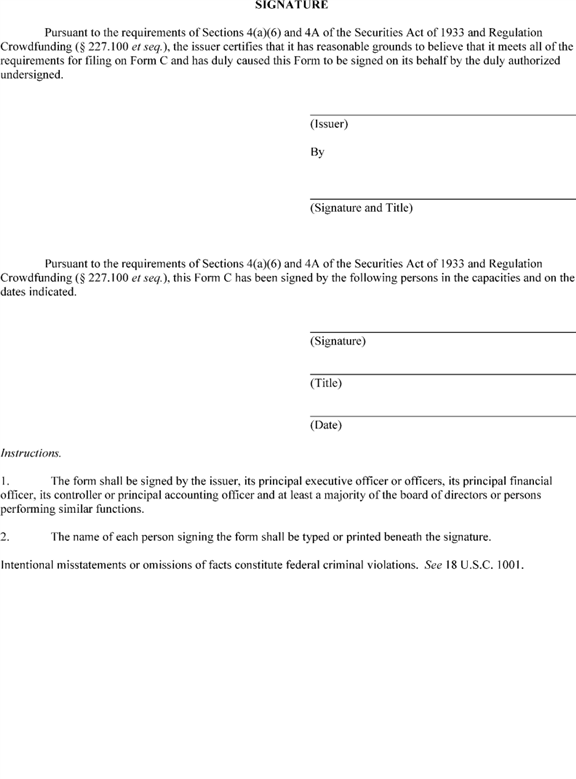 SIGNATURE
Pursuant to the requirements of Sections 4(a)(6) and 4A of the Securities Act of 1933 and Regulation
Crowdfunding (§ 227.100 et seq.), the issuer certifies that it has reasonable grounds to believe that it meets all of the
requirements for filing on Form C and has duly caused this Form to be signed on its behalf by the duly authorized
undersigned.
(Issuer)
By
(Signature and Title)
Pursuant to the requirements of Sections 4(a)(6) and 4A of the Securities Act of 1933 and Regulation
Crowdfunding (§ 227.100 et seq.), this Form C has been signed by the following persons in the capacities and on the
dates indicated.
(Signature)
(Title)
(Date)
Instructions.
1. The form shall be signed by the issuer, its principal executive officer or officers, its principal financial
officer, its controller or principal accounting officer and at least a majority of the board of directors or persons
performing similar functions.
2. The name of each person signing the form shall be typed or printed beneath the signature.
Intentional misstatements or omissions of facts constitute federal criminal violations. See 18 U.S.C. 1001.